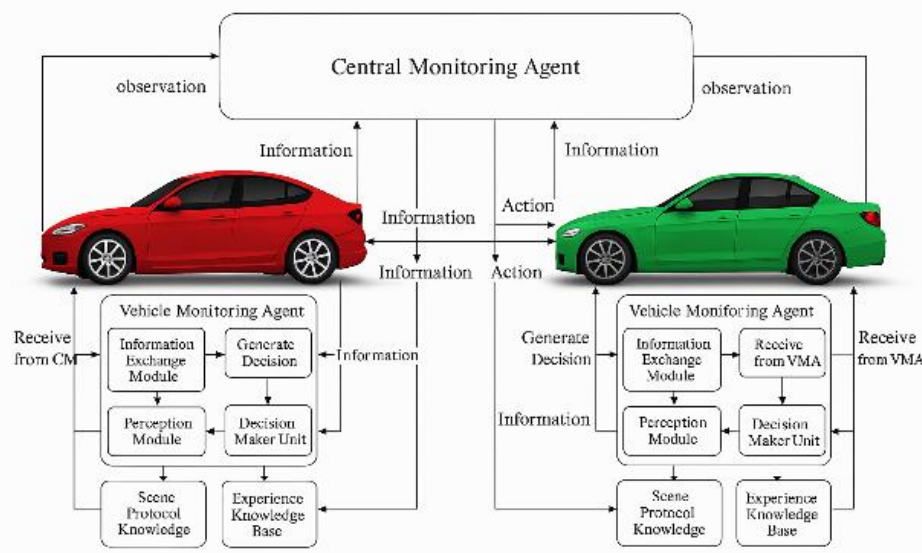 Central Monitoring Agent
observation
observation
Information
Information
Information
Action
Information
Action
Vehicle Monitoring Agent
Receive
from CM
Information
Exchange
Module
Generate
Decision
Information
Perception
Module
Decision
Maker Unit
Scene
Protocol
Knowledge
Experience
Knowledge
Base
Vehicle Moniforing Agent
Generate
Decision
Information
Exchange
Module
Receive
from VMA
Receive
from VMA
Information
Perception
Module
Decision
Maker Unit
Scene
Protocol
Knowledge
Experience
Knowledge
Base